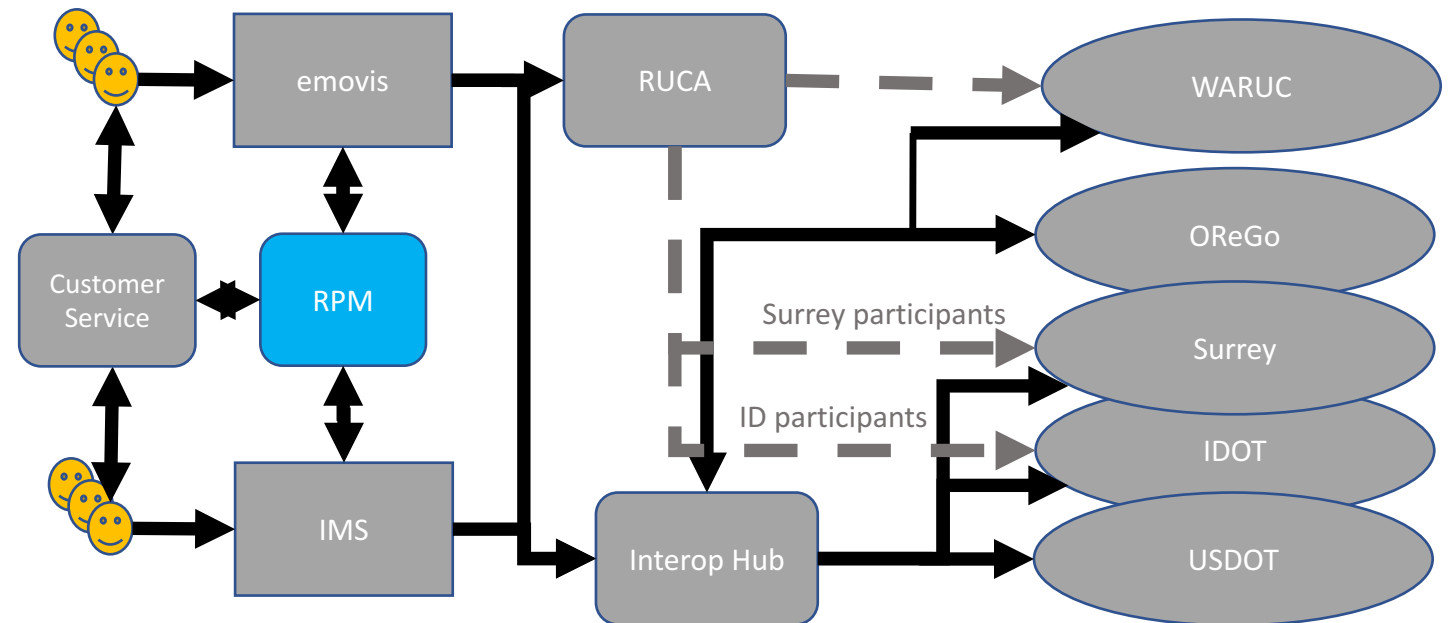 emovis
RUCA
WARUC
OReGo
Customer
Service
RPM
Surrey participants
Surrey
ID participants
IDOT
IMS
Interop Hub
USDOT